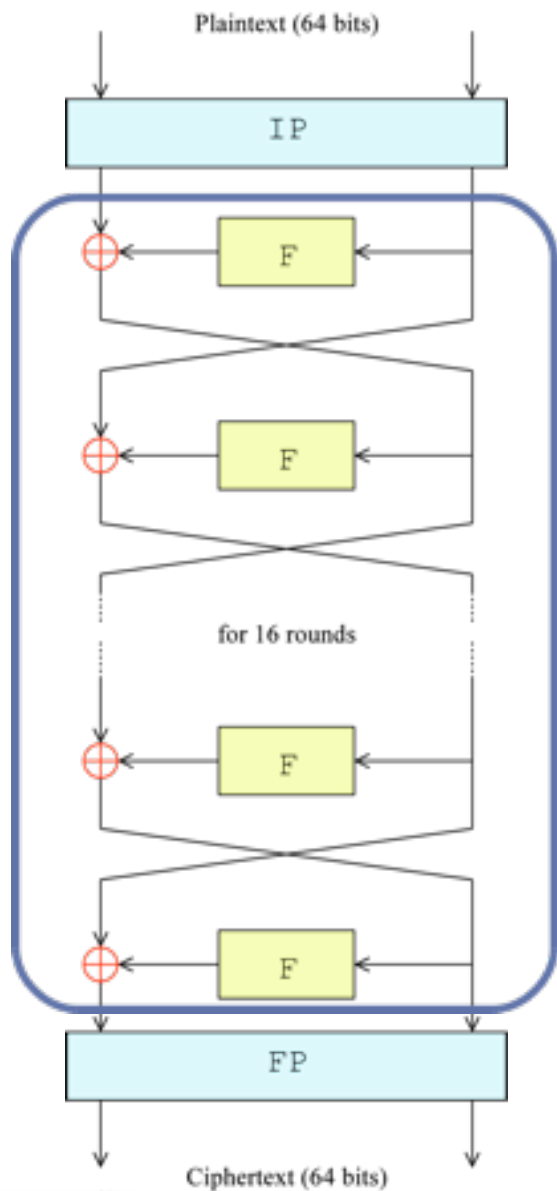 Plaintext (64 bits)
IP
F
F
for 16 rounds
F
F
FP
Ciphertext (64 bits)